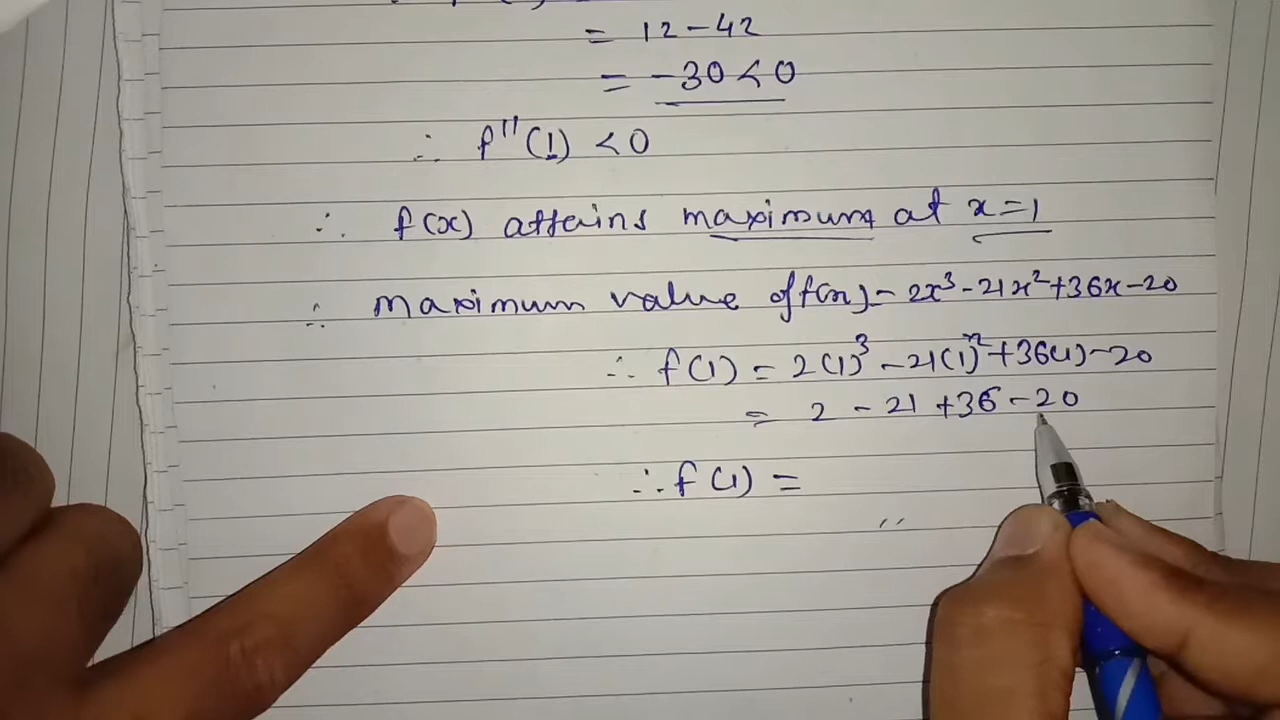 = 12-42
= -30<0
∴ f''(1) <0
∴ f(x) attains maximum at x=1
∴ maximum value of f(x) = 2x³-21x²+36x-20
∴ f(1) = 2(1)³-21(1)²+36(1)-20
= 2 - 21 +36-20
∴ f(1) =